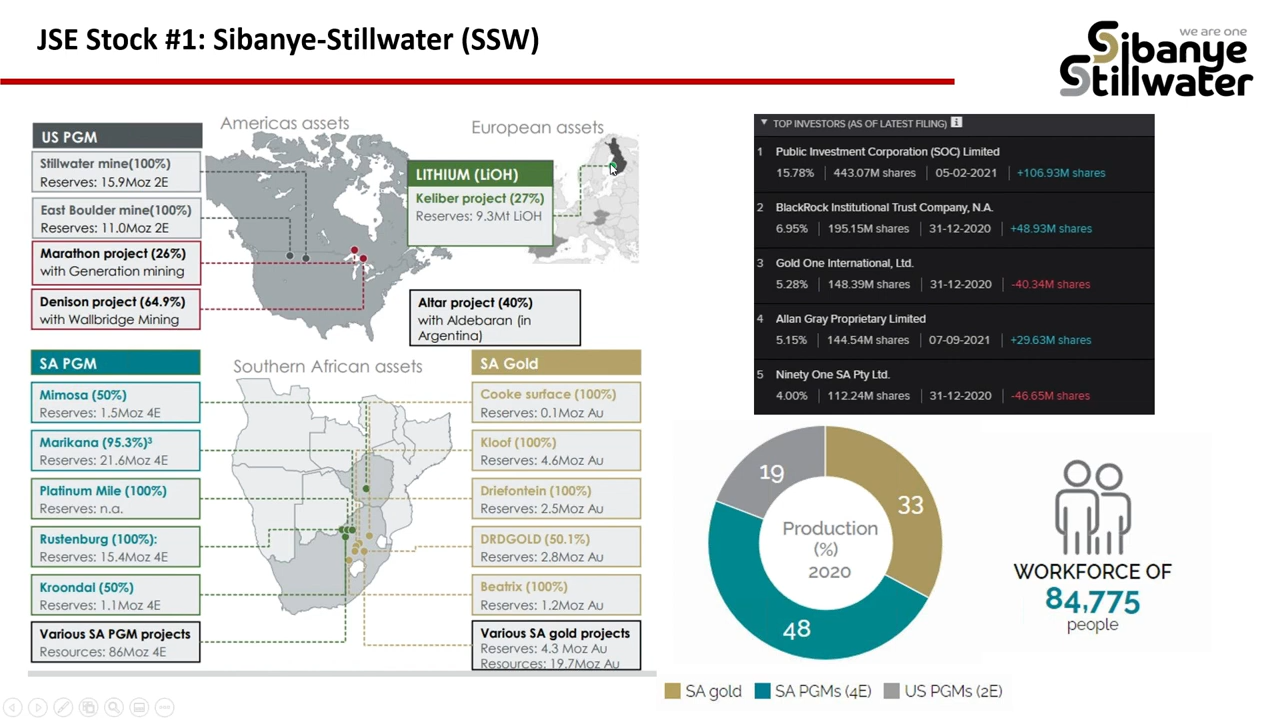 JSE Stock #1: Sibanye-Stillwater (SSW)
we are one
Sibanye
Stillwater
Americas assets
European assets
US PGM
Stillwater mine(100%)
Reserves: 15.9Moz 2E
East Boulder mine(100%)
Reserves: 11.0Moz 2E
Marathon project (26%)
with Generation mining
Denison project (64.9%)
with Wallbridge Mining
LITHIUM (LiOH)
Keliber project (27%)
Reserves: 9.3Mt LiOH
Altar project (40%)
with Aldebaran (in
Argentina)
SA PGM
Southern African assets
SA Gold
Mimosa (50%)
Reserves: 1.5Moz 4E
Marikana (95.3%)³
Reserves: 21.6Moz 4E
Platinum Mile (100%)
Reserves: n.a.
Rustenburg (100%):
Reserves: 15.4Moz 4E
Kroondal (50%)
Reserves: 1.1Moz 4E
Various SA PGM projects
Resources: 86Moz 4E
Cooke surface (100%)
Reserves: 0.1Moz Au
Kloof (100%)
Reserves: 4.6Moz Au
Driefontein (100%)
Reserves: 2.5Moz Au
DRDGOLD (50.1%)
Reserves: 2.8Moz Au
Beatrix (100%)
Reserves: 1.2Moz Au
Various SA gold projects
Reserves: 4.3 Moz Au
Resources: 19.7Moz Au
TOP INVESTORS (AS OF LATEST FILING) i
1 Public Investment Corporation (SOC) Limited
15.78% 443.07M shares 05-02-2021 +106.93M shares
2 BlackRock Institutional Trust Company, N.A.
6.95% 195.15M shares 31-12-2020 +48.93M shares
3 Gold One International, Ltd.
5.28% 148.39M shares 31-12-2020 -40.34M shares
4 Allan Gray Proprietary Limited
5.15% 144.54M shares 07-09-2021 +29.63M shares
5 Ninety One SA Pty Ltd.
4.00% 112.24M shares 31-12-2020 -46.65M shares
19
33
48
Production
(%)
2020
SA gold SA PGMs (4E) US PGMs (2E)
WORKFORCE OF
84,775
people